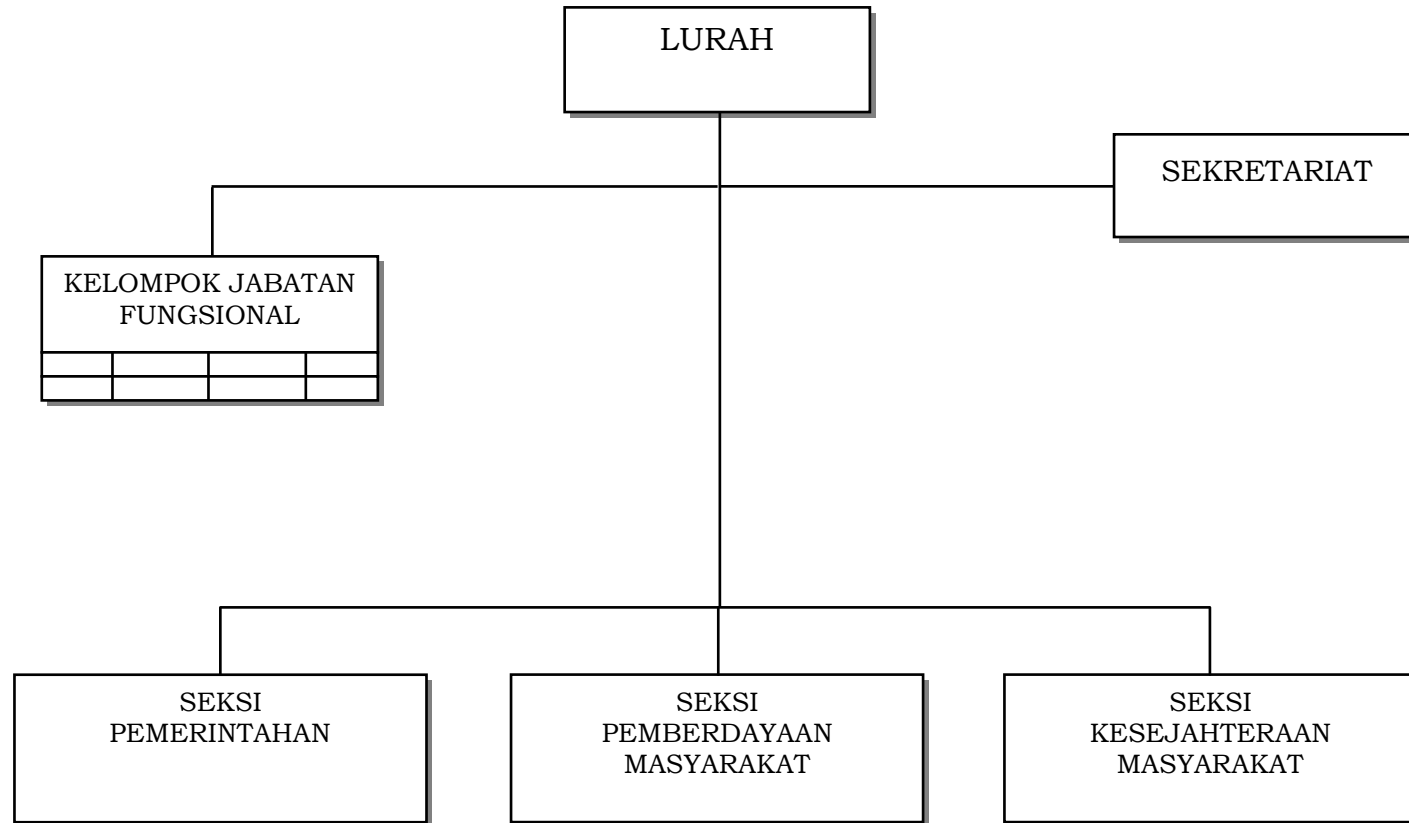 LURAH
SEKRETARIAT
KELOMPOK JABATAN
FUNGSIONAL
SEKSI
PEMERINTAHAN
SEKSI
PEMBERDAYAAN
MASYARAKAT
SEKSI
KESEJAHTERAAN
MASYARAKAT